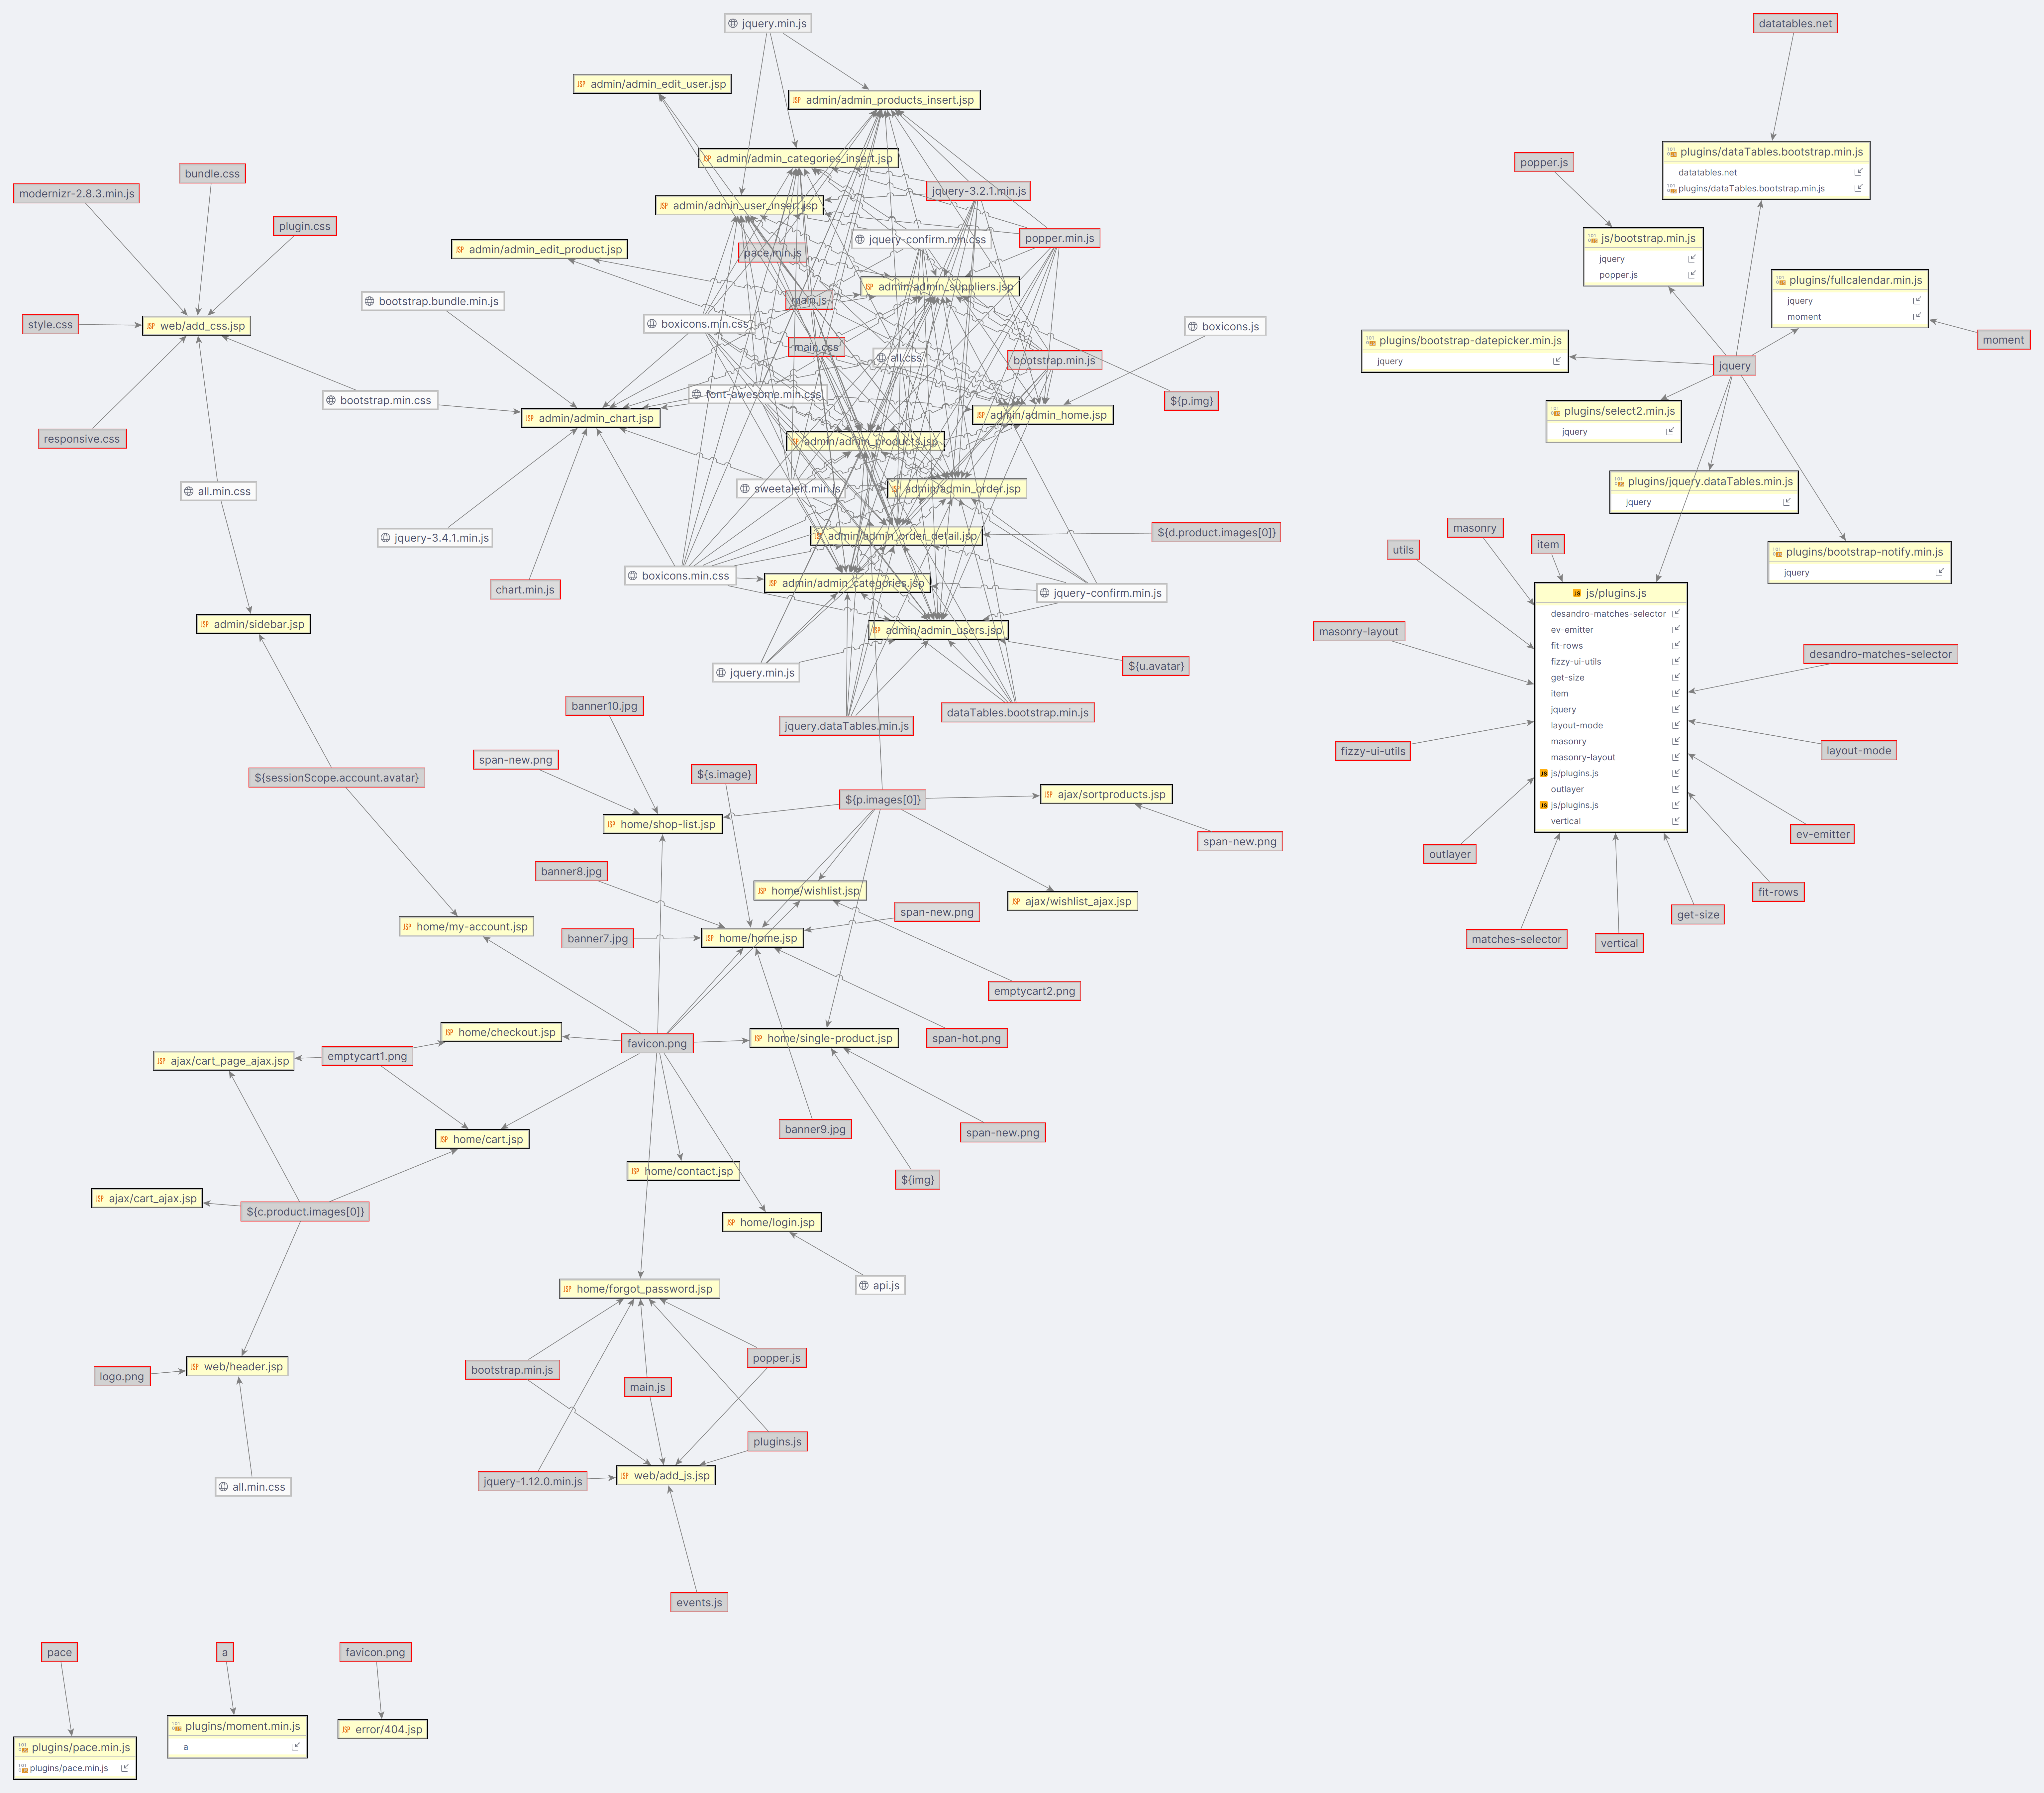 jquery.min.js
datatables.net
admin/admin_edit_user.jsp
admin/admin_products_insert.jsp
plugins/dataTables.bootstrap.min.js
datatables.net
plugins/dataTables.bootstrap.min.js
admin/admin_categories_insert.jsp
popper.js
bundle.css
modernizr-2.8.3.min.js
jquery-3.2.1.min.js
admin/admin_user_insert.jsp
plugin.css
popper.min.js
jquery-confirm.min.css
js/bootstrap.min.js
jquery
popper.js
admin/admin_edit_product.jsp
pace.min.js
plugins/fullcalendar.min.js
jquery
moment
admin/admin_suppliers.jsp
bootstrap.bundle.min.js
main.js
style.css
web/add_css.jsp
boxicons.min.css
boxicons.js
moment
plugins/bootstrap-datepicker.min.js
jquery
main.css
all.css
bootstrap.min.js
jquery
bootstrap.min.css
font-awesome.min.css
${p.img}
plugins/select2.min.js
jquery
admin/admin_chart.jsp
admin/admin_home.jsp
responsive.css
admin/admin_products.jsp
all.min.css
sweetalert.min.js
admin/admin_order.jsp
plugins/jquery.dataTables.min.js
jquery
jquery-3.4.1.min.js
admin/admin_order_detail.jsp
${d.product.images[0]}
masonry
utils
item
plugins/bootstrap-notify.min.js
jquery
chart.min.js
boxicons.min.css
admin/admin_categories.jsp
jquery-confirm.min.js
js/plugins.js
desandro-matches-selector
ev-emitter
fit-rows
fizzy-ui-utils
get-size
item
jquery
layout-mode
masonry
masonry-layout
js/plugins.js
outlayer
js/plugins.js
vertical
admin/sidebar.jsp
admin/admin_users.jsp
masonry-layout
desandro-matches-selector
jquery.min.js
${u.avatar}
banner10.jpg
jquery.dataTables.min.js
dataTables.bootstrap.min.js
fizzy-ui-utils
layout-mode
span-new.png
${s.image}
${sessionScope.account.avatar}
${p.images[0]}
ajax/sortproducts.jsp
home/shop-list.jsp
span-new.png
ev-emitter
outlayer
banner8.jpg
home/wishlist.jsp
ajax/wishlist_ajax.jsp
fit-rows
span-new.png
get-size
home/my-account.jsp
banner7.jpg
home/home.jsp
matches-selector
vertical
emptycart2.png
home/checkout.jsp
favicon.png
home/single-product.jsp
span-hot.png
ajax/cart_page_ajax.jsp
emptycart1.png
banner9.jpg
span-new.png
home/cart.jsp
home/contact.jsp
${img}
ajax/cart_ajax.jsp
${c.product.images[0]}
home/login.jsp
api.js
home/forgot_password.jsp
web/header.jsp
logo.png
bootstrap.min.js
popper.js
main.js
plugins.js
jquery-1.12.0.min.js
web/add_js.jsp
all.min.css
events.js
pace
a
favicon.png
plugins/pace.min.js
plugins/pace.min.js
plugins/moment.min.js
a
error/404.jsp